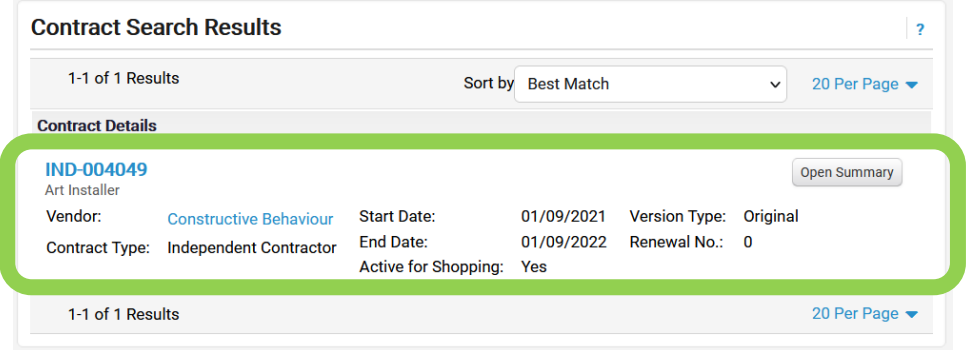 Contract Search Results ?
1-1 of 1 Results Sort by Best Match 20 Per Page
Contract Details
IND-004049 Open Summary
Art Installer
Vendor: Constructive Behaviour Start Date: 01/09/2021 Version Type: Original
Contract Type: Independent Contractor End Date: 01/09/2022 Renewal No.: 0
Active for Shopping: Yes
1-1 of 1 Results 20 Per Page